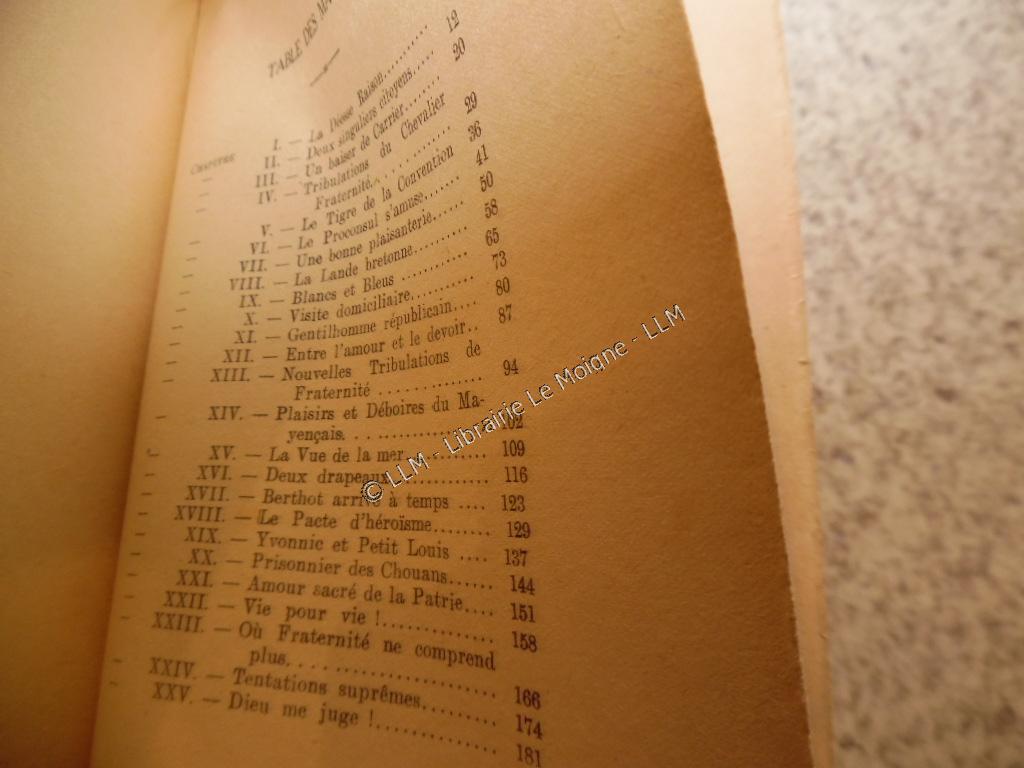 TABLE DES MA
CHAPITRE I. — La Déesse Raison........
— II. — Deux singuliers citoyens..... 12
— III. — Un baiser de Carrier....... 20
IV. — Tribulations du Chevalier
Fraternité............ 29
— V. — Le Tigre de la Convention 36
— VI. — Le Proconsul s'amuse...... 41
— VII. — Une bonne plaisanterie...... 50
— VIII. — La Lande bretonne.......... 58
— IX. — Blancs et Bleus ............ 65
— X. — Visite domiciliaire........... 73
— XI. — Gentilhomme républicain.... 80
— XII. — Entre l'amour et le devoir.. 87
— XIII. — Nouvelles Tribulations de
Fraternité .............. 94
— XIV. — Plaisirs et Déboires du Ma-
yençais.................. 102
— XV. — La Vue de la mer........... 109
— XVI. — Deux drapeaux............. 116
— XVII. — Berthot arrive à temps .... 123
— XVIII. — Le Pacte d'héroïsme....... 129
— XIX. — Yvonnic et Petit Louis .... 137
— XX. — Prisonnier des Chouans...... 144
— XXI. — Amour sacré de la Patrie.... 151
— XXII. — Vie pour vie !.............. 158
— XXIII. — Où Fraternité ne comprend
plus.................... 166
— XXIV. — Tentations suprêmes......... 174
— XXV. — Dieu me juge !............. 181
© LLM - Librairie Le Moigne - LLM